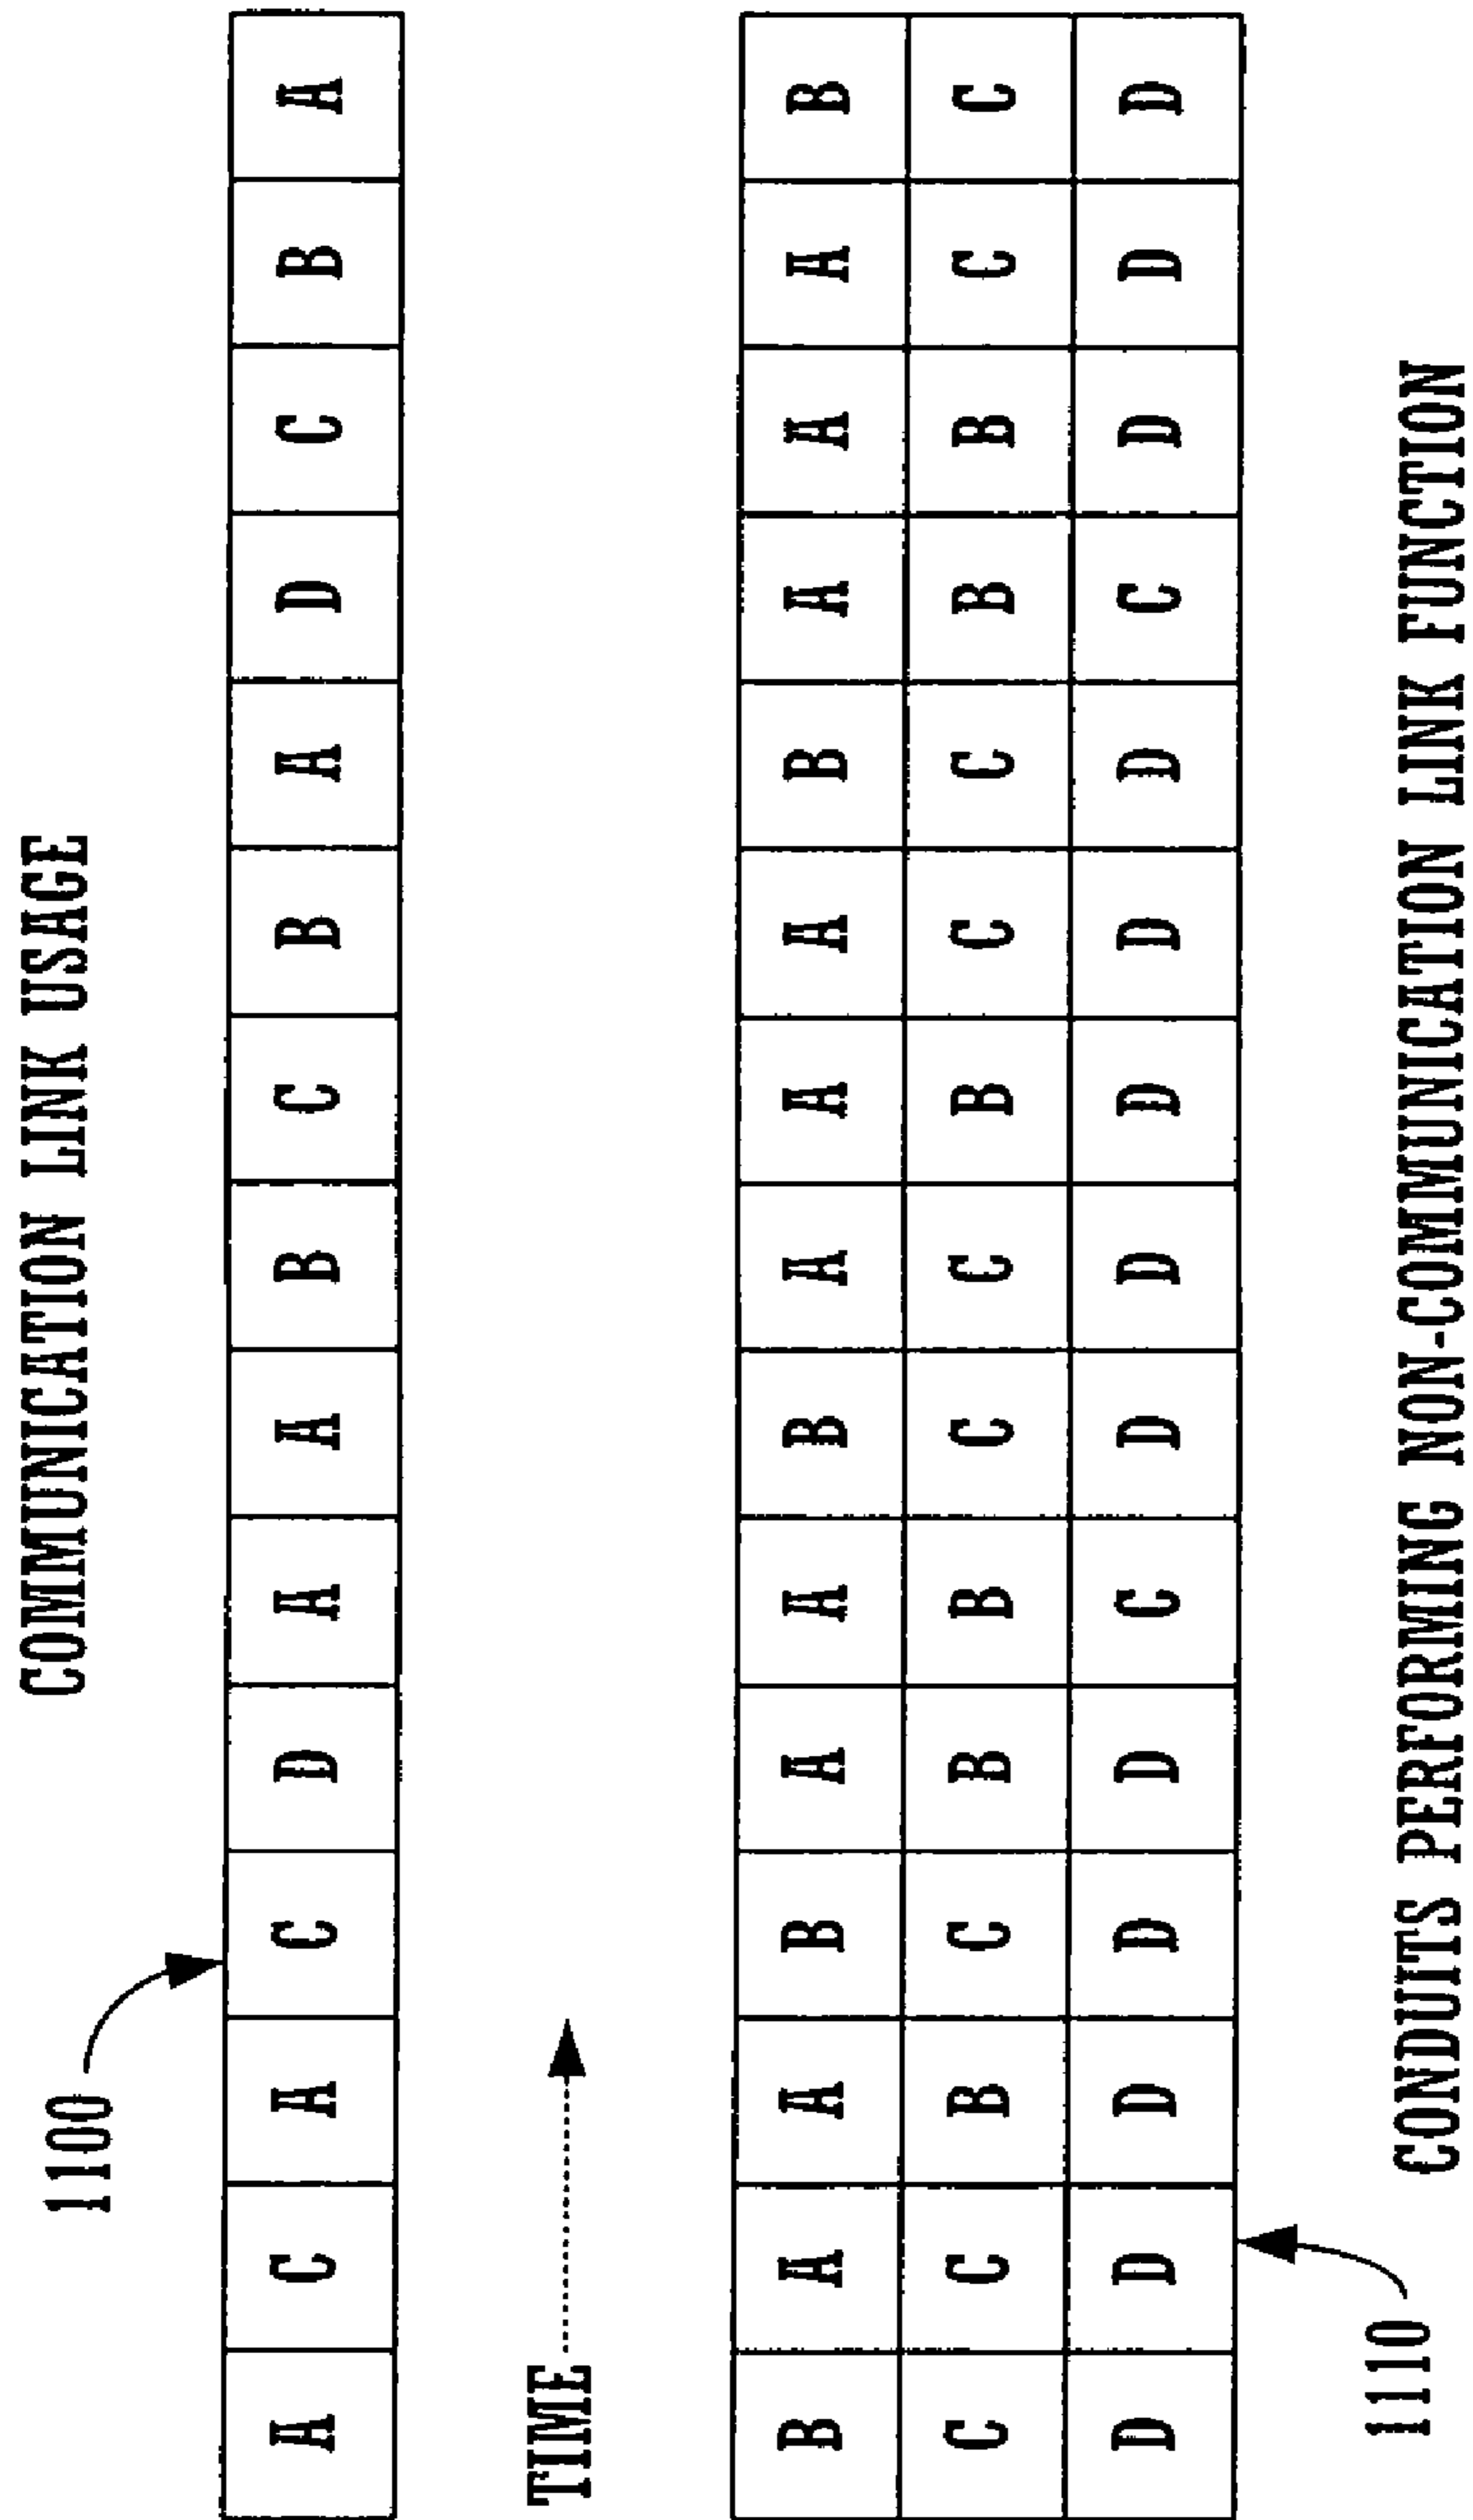 COMMUNICATION LINK USAGE
1100
A C A C D A A B C B A D C B A
TIME
B A A B A A B A A A B A A A B
C C B C B B C C B C C B B C C
D D D D D C D D D D D C D D D
1110
CONDUITS PERFORMING NON-COMMUNICATION LINK FUNCTION